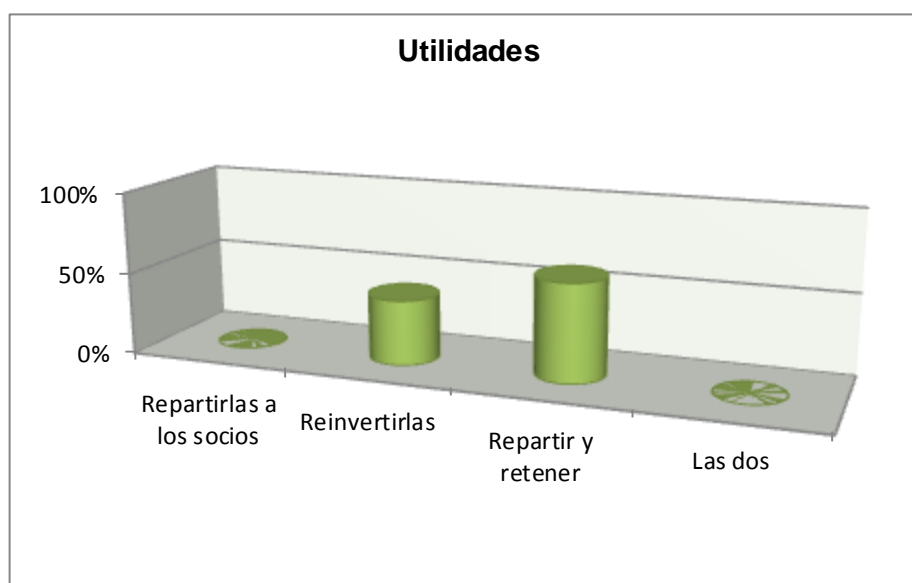 Utilidades
100%
50%
0%
Repartirlas a
los socios
Reinvertirlas
Repartir y
retener
Las dos